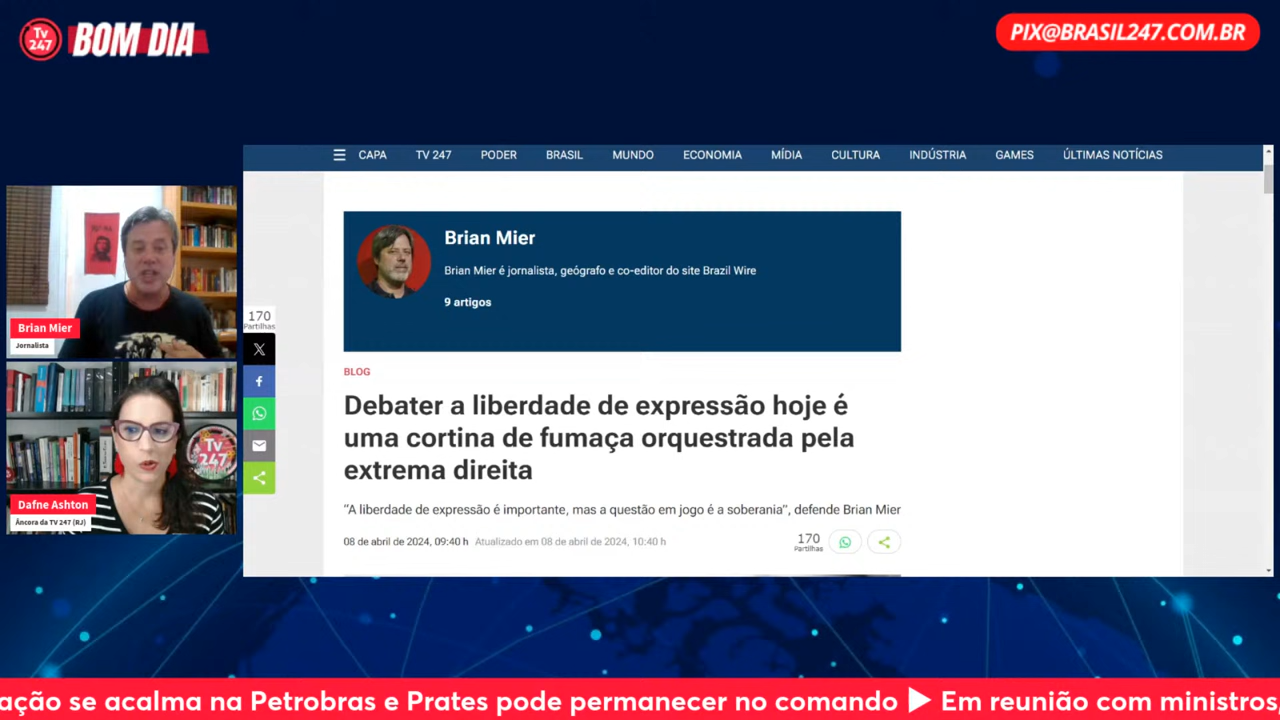 Tv
247
BOM DIA
PIX@BRASIL247.COM.BR
CAPA TV 247 PODER BRASIL MUNDO ECONOMIA MÍDIA CULTURA INDÚSTRIA GAMES ÚLTIMAS NOTÍCIAS
Brian Mier
Brian Mier é jornalista, geógrafo e co-editor do site Brazil Wire
9 artigos
Brian Mier
Jornalista
170
Partilhas
BLOG
Debater a liberdade de expressão hoje é
uma cortina de fumaça orquestrada pela
extrema direita
Tv
247
Dafne Ashton
Âncora da TV 247 (RJ)
“A liberdade de expressão é importante, mas a questão em jogo é a soberania”, defende Brian Mier
08 de abril de 2024, 09:40 h Atualizado em 08 de abril de 2024, 10:40 h
170
Partilhas
ação se acalma na Petrobras e Prates pode permanecer no comando ▶ Em reunião com ministros,